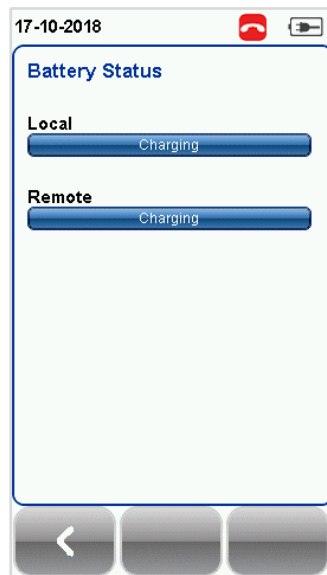 17-10-2018
Battery Status
Local
Charging
Remote
Charging